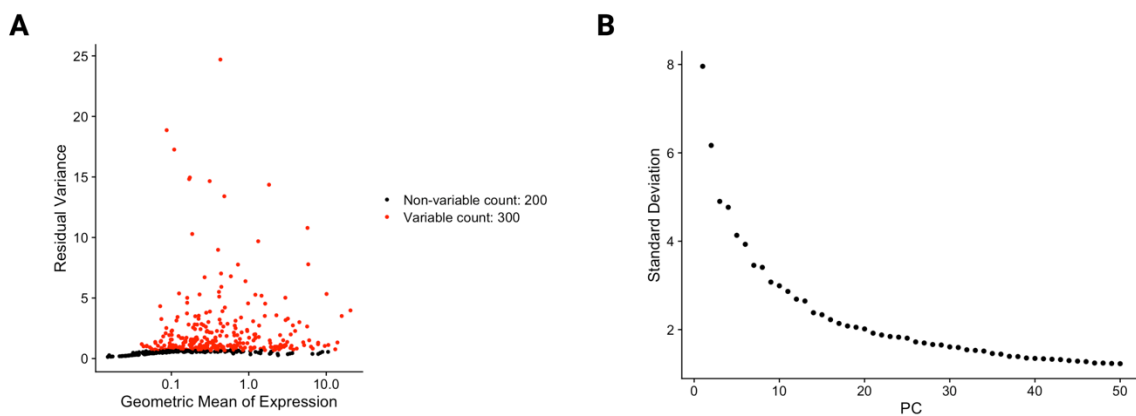 A
25
20
15
10
5
0
Residual Variance
0.1 1.0 10.0
Geometric Mean of Expression
Non-variable count: 200
Variable count: 300
B
8
6
4
2
Standard Deviation
0 10 20 30 40 50
PC